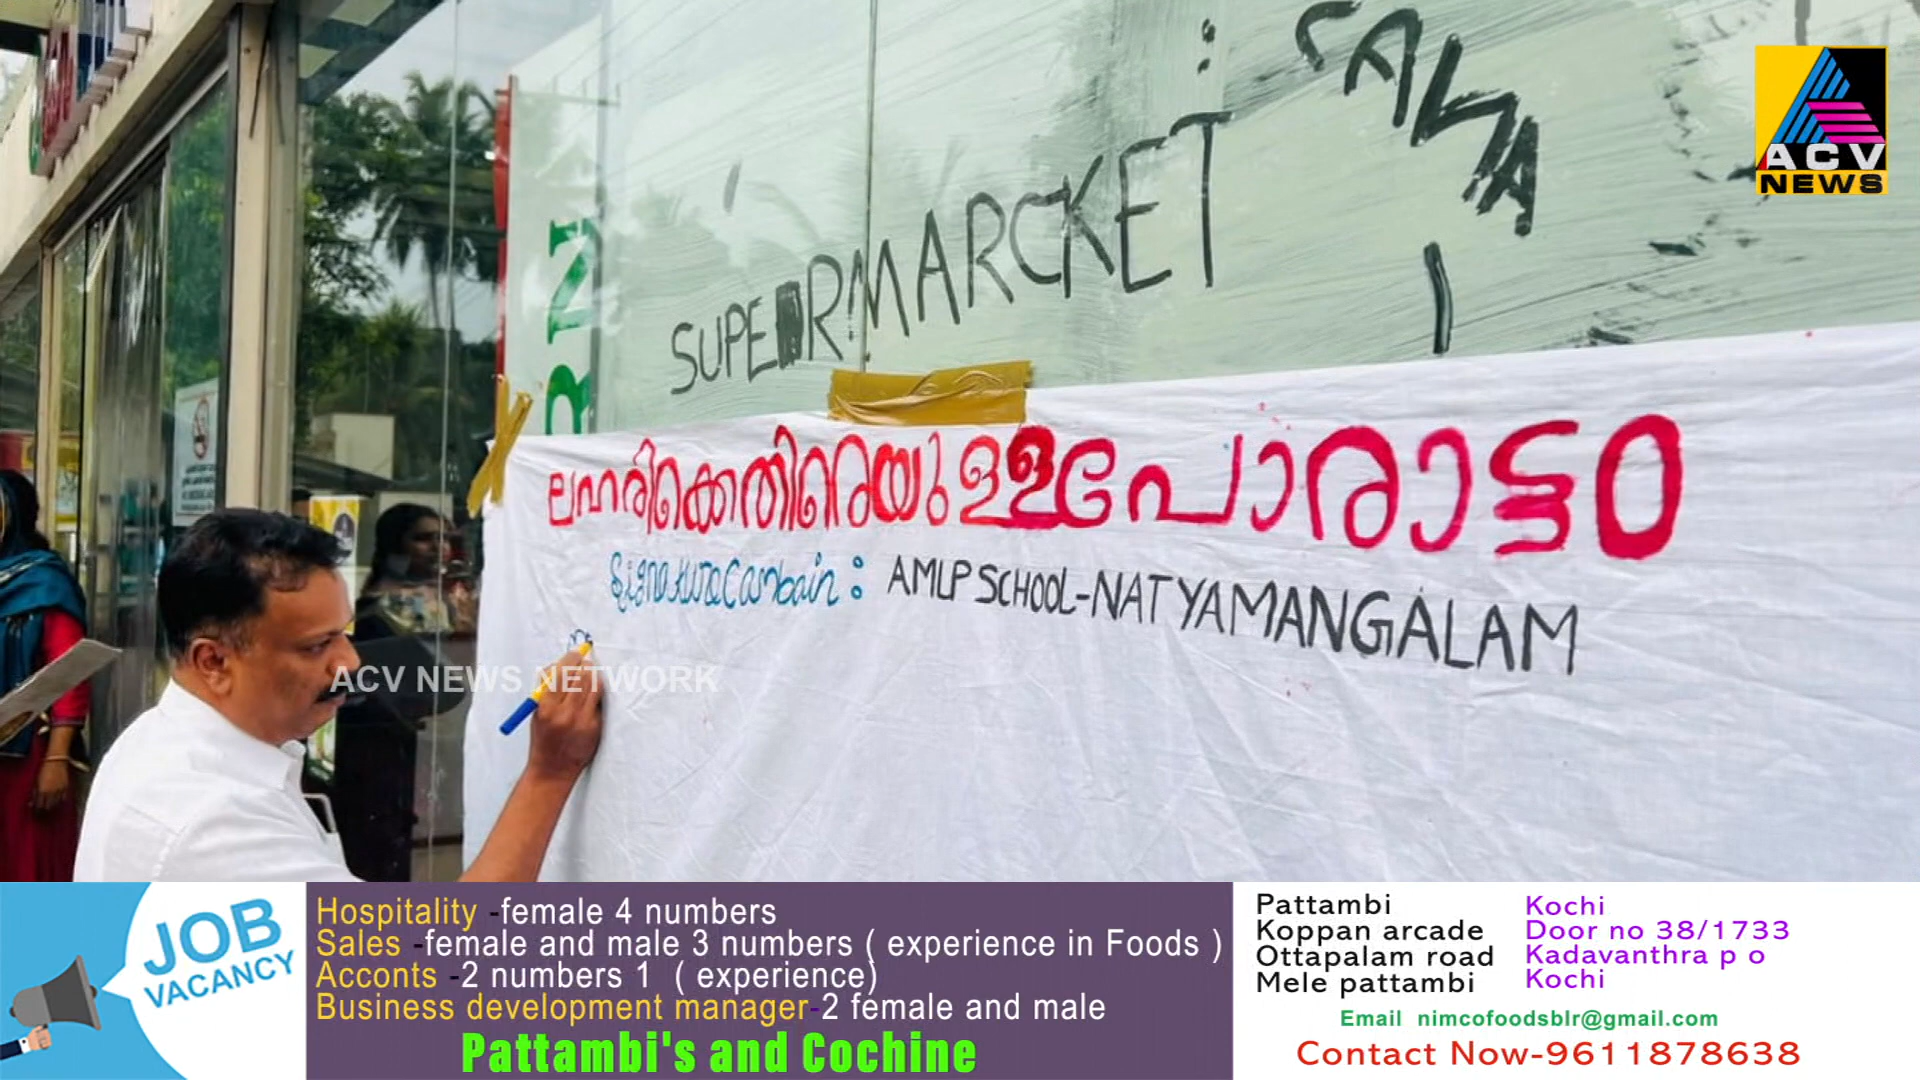 ACV
NEWS
SUPERMARCKET
ലഹരിക്കെതിരെയുള്ള പോരാട്ടം
AMLP SCHOOL-NATYAMANGALAM
ACV NEWS NETWORK
JOB
VACANCY
Hospitality -female 4 numbers
Sales -female and male 3 numbers ( experience in Foods )
Acconts -2 numbers 1 ( experience)
Business development manager-2 female and male
Pattambi's and Cochine
Pattambi
Koppan arcade
Ottapalam road
Mele pattambi
Kochi
Door no 38/1733
Kadavanthra p o
Kochi
Email nimcofoodsblr@gmail.com
Contact Now-9611878638